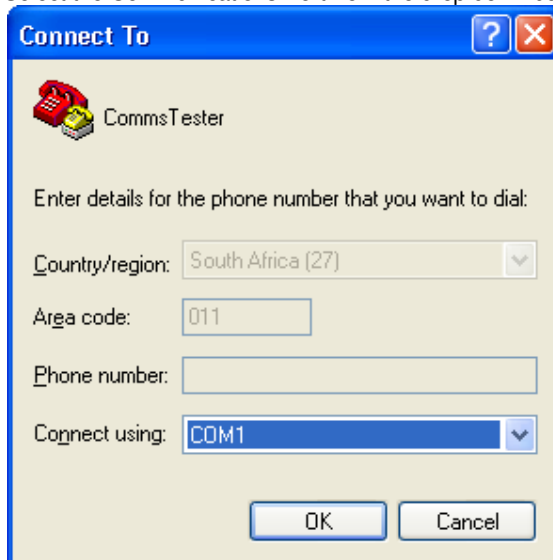 Connect To
CommsTester
Enter details for the phone number that you want to dial:
Country/region: South Africa (27)
Area code: 011
Phone number:
Connect using: COM1
OK Cancel